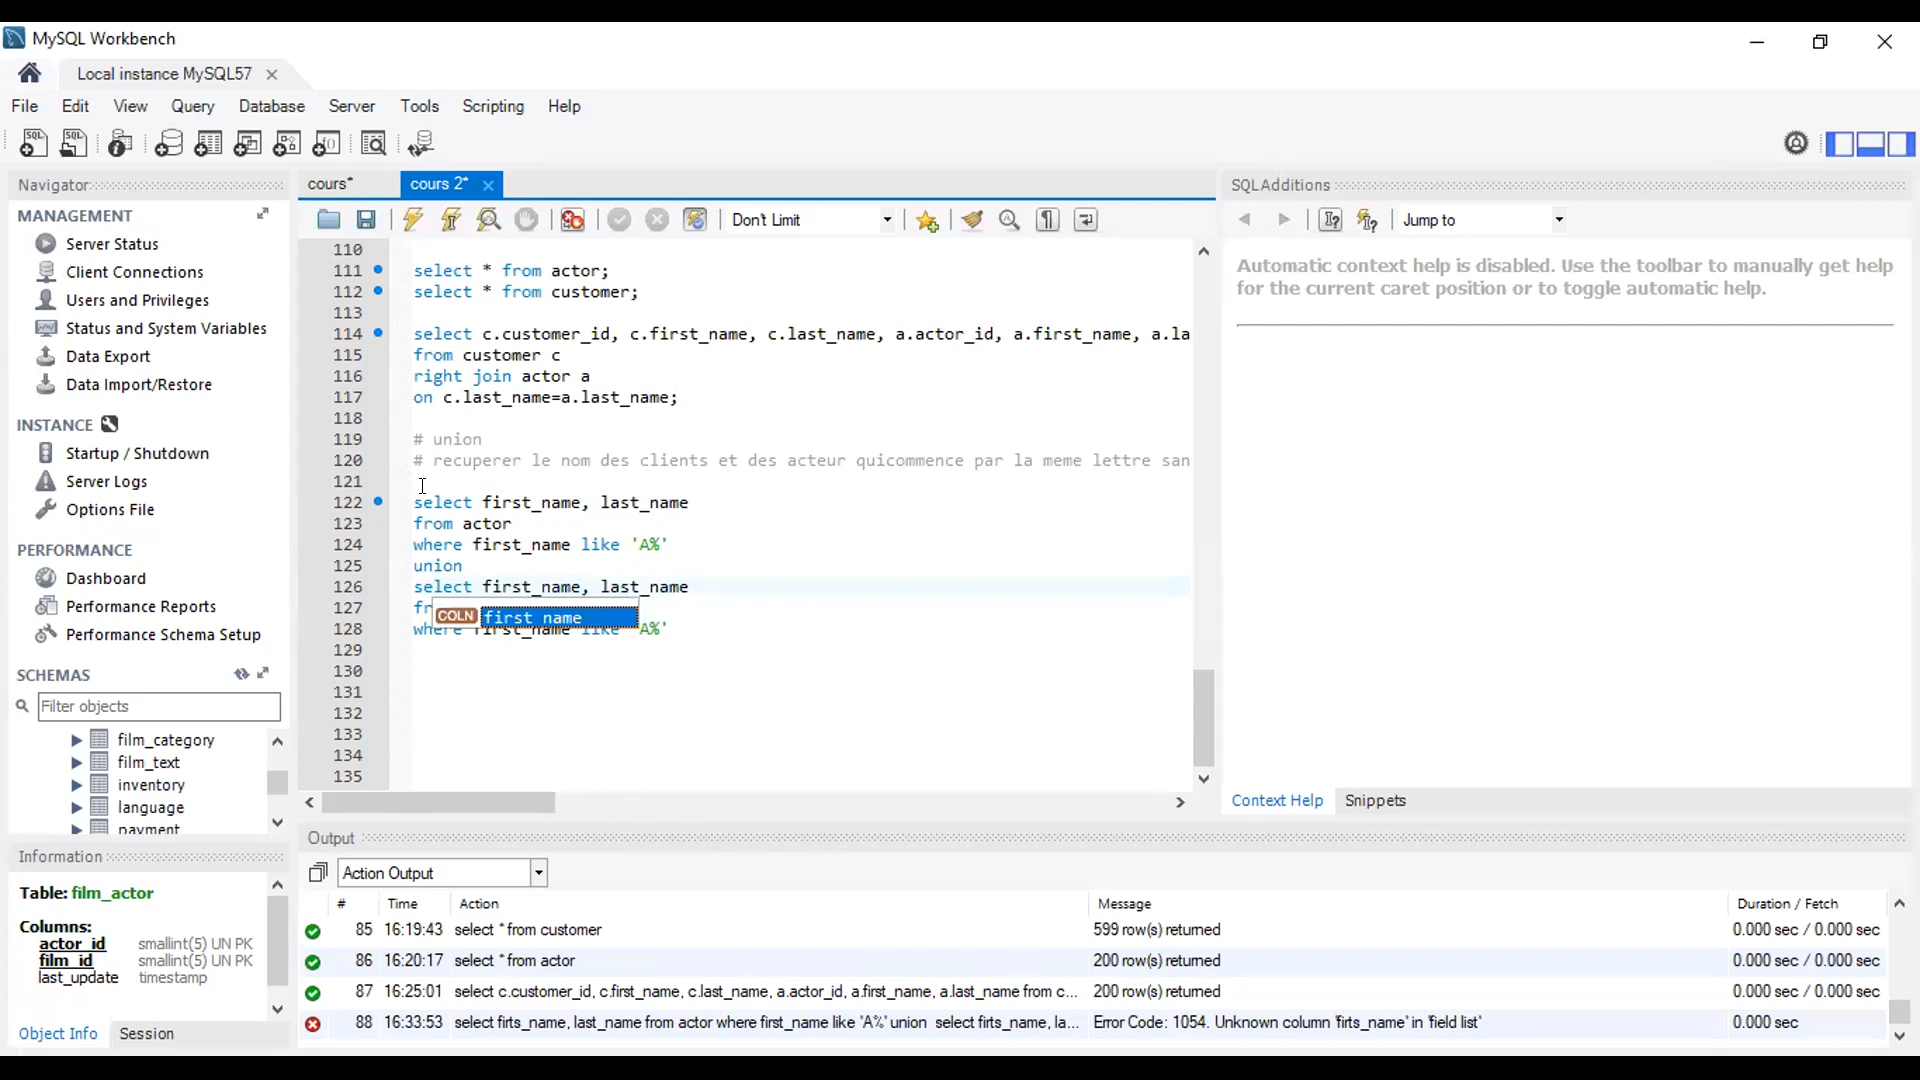 MySQL Workbench
Local instance MySQL57
File Edit View Query Database Server Tools Scripting Help
Navigator
MANAGEMENT
Server Status
Client Connections
Users and Privileges
Status and System Variables
Data Export
Data Import/Restore
INSTANCE
Startup / Shutdown
Server Logs
Options File
PERFORMANCE
Dashboard
Performance Reports
Performance Schema Setup
SCHEMAS
Filter objects
film_category
film_text
inventory
language
payment
Information
Table: film_actor
Columns:
actor_id smallint(5) UN PK
film_id smallint(5) UN PK
last_update timestamp
Object Info Session
cours* cours 2*
Don't Limit
110
111 select * from actor;
112 select * from customer;
113
114 select c.customer_id, c.first_name, c.last_name, a.actor_id, a.first_name, a.la
115 from customer c
116 right join actor a
117 on c.last_name=a.last_name;
118
119 # union
120 # recuperer le nom des clients et des acteur quicommence par la meme lettre san
121
122 select first_name, last_name
123 from actor
124 where first_name like 'A%'
125 union
126 select first_name, last_name
127 fr
COLN first_name
128 where first_name like 'A%'
129
130
131
132
133
134
135
SQLAdditions
Jump to
Automatic context help is disabled. Use the toolbar to manually get help
for the current caret position or to toggle automatic help.
Context Help Snippets
Output
Action Output
# Time Action Message Duration / Fetch
85 16:19:43 select * from customer 599 row(s) returned 0.000 sec / 0.000 sec
86 16:20:17 select * from actor 200 row(s) returned 0.000 sec / 0.000 sec
87 16:25:01 select c.customer_id, c.first_name, c.last_name, a.actor_id, a.first_name, a.last_name from c... 200 row(s) returned 0.000 sec / 0.000 sec
88 16:33:53 select firts_name, last_name from actor where first_name like 'A%' union select firts_name, la... Error Code: 1054. Unknown column 'firts_name' in 'field list' 0.000 sec